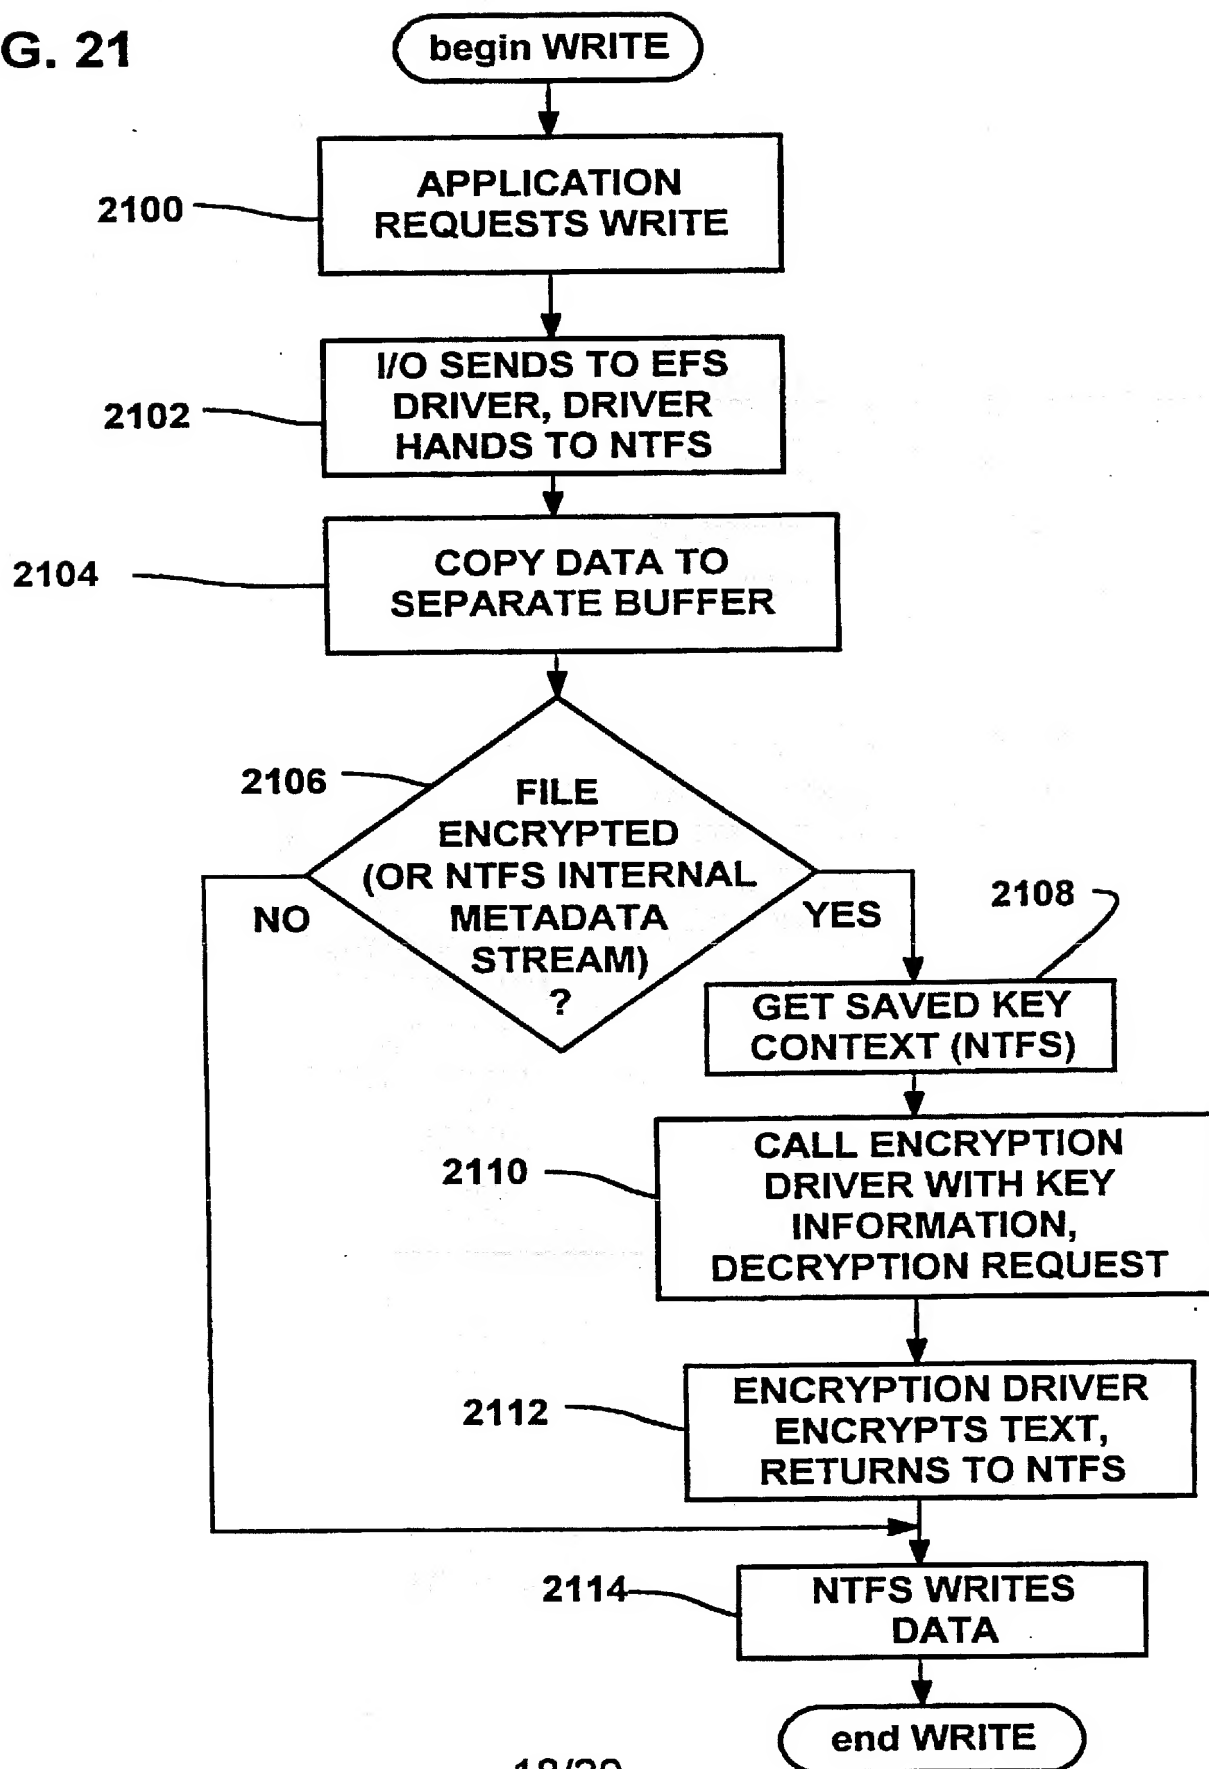 G. 21
begin WRITE
2100
APPLICATION
REQUESTS WRITE
2102
I/O SENDS TO EFS
DRIVER, DRIVER
HANDS TO NTFS
2104
COPY DATA TO
SEPARATE BUFFER
2106
FILE
ENCRYPTED
(OR NTFS INTERNAL
METADATA
STREAM)
?
NO
YES
2108
GET SAVED KEY
CONTEXT (NTFS)
2110
CALL ENCRYPTION
DRIVER WITH KEY
INFORMATION,
DECRYPTION REQUEST
2112
ENCRYPTION DRIVER
ENCRYPTS TEXT,
RETURNS TO NTFS
2114
NTFS WRITES
DATA
end WRITE